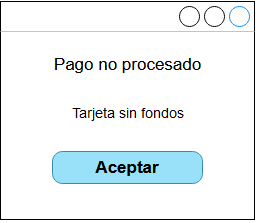 Pago no procesado
Tarjeta sin fondos
Aceptar